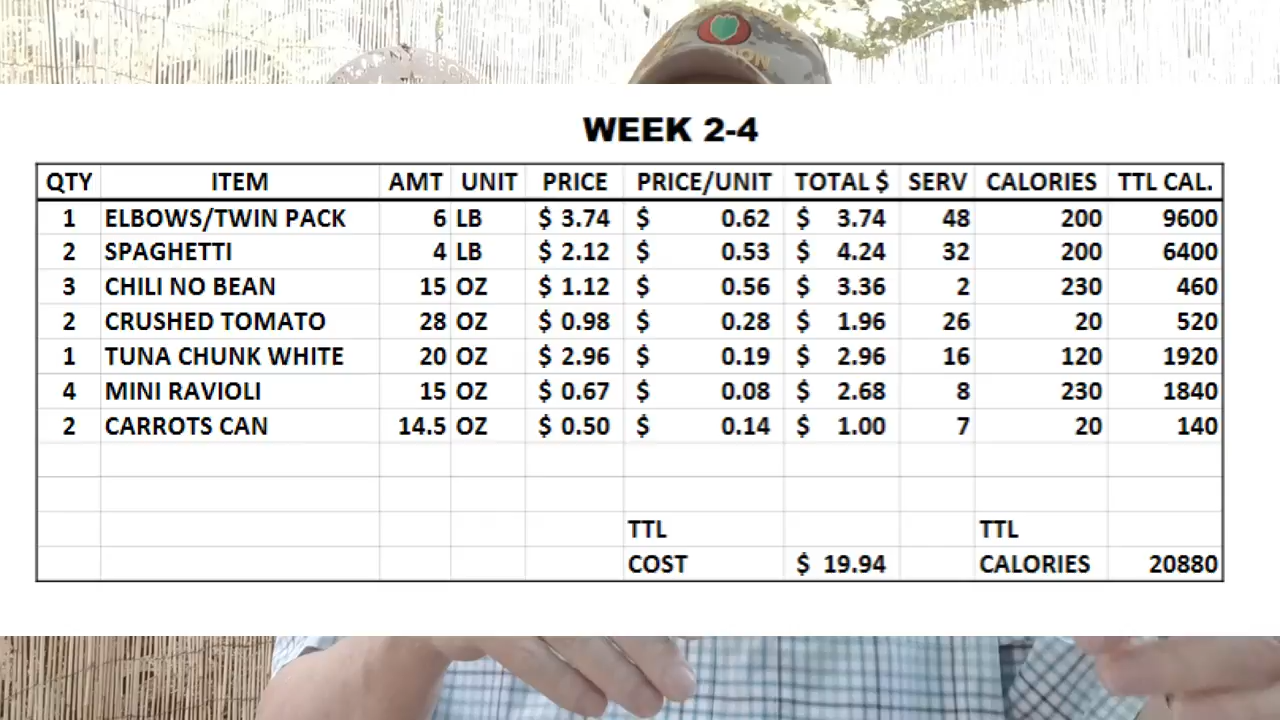 WEEK 2-4
QTY ITEM AMT UNIT PRICE PRICE/UNIT TOTAL $ SERV CALORIES TTL CAL.
1 ELBOWS/TWIN PACK 6 LB $ 3.74 $ 0.62 $ 3.74 48 200 9600
2 SPAGHETTI 4 LB $ 2.12 $ 0.53 $ 4.24 32 200 6400
3 CHILI NO BEAN 15 OZ $ 1.12 $ 0.56 $ 3.36 2 230 460
2 CRUSHED TOMATO 28 OZ $ 0.98 $ 0.28 $ 1.96 26 20 520
1 TUNA CHUNK WHITE 20 OZ $ 2.96 $ 0.19 $ 2.96 16 120 1920
4 MINI RAVIOLI 15 OZ $ 0.67 $ 0.08 $ 2.68 8 230 1840
2 CARROTS CAN 14.5 OZ $ 0.50 $ 0.14 $ 1.00 7 20 140
TTL TTL
COST $ 19.94 CALORIES 20880